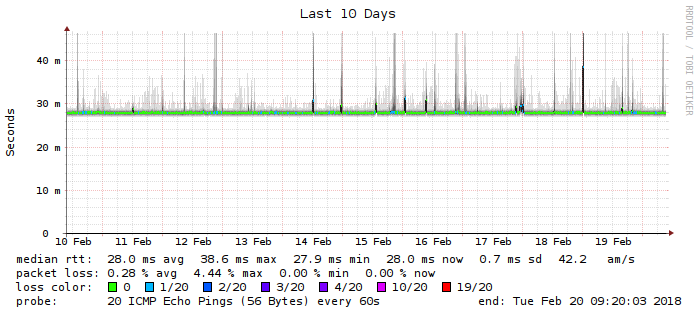 Last 10 Days
RRDTOOL / TOBI OETIKER
Seconds
40 m
30 m
20 m
10 m
0
10 Feb 11 Feb 12 Feb 13 Feb 14 Feb 15 Feb 16 Feb 17 Feb 18 Feb 19 Feb
median rtt: 28.0 ms avg 38.6 ms max 27.9 ms min 28.0 ms now 0.7 ms sd 42.2 am/s
packet loss: 0.28 % avg 4.44 % max 0.00 % min 0.00 % now
loss color: 0 1/20 2/20 3/20 4/20 10/20 19/20
probe: 20 ICMP Echo Pings (56 Bytes) every 60s end: Tue Feb 20 09:20:03 2018